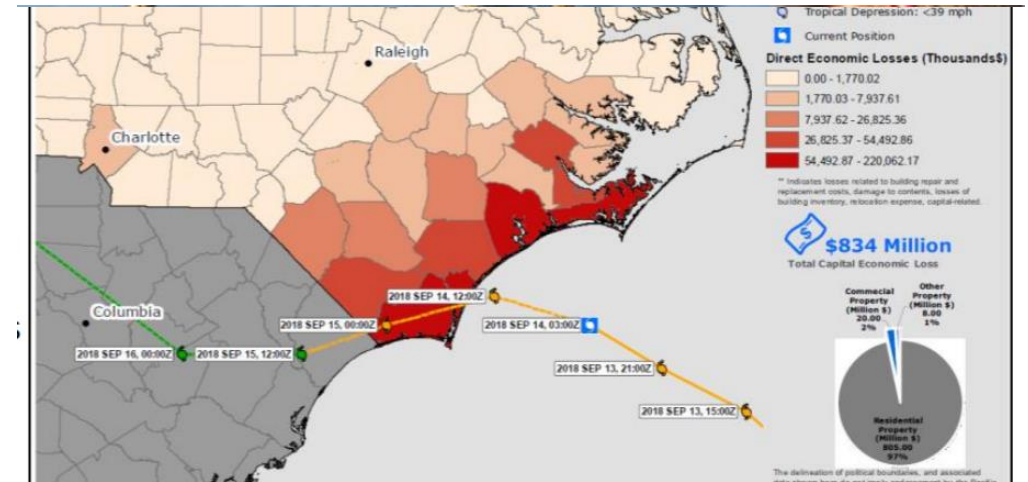 Tropical Depression: <39 mph
Current Position
Direct Economic Losses (Thousands$)
0.00 - 1,770.02
1,770.03 - 7,937.61
7,937.62 - 26,825.36
26,825.37 - 54,492.86
54,492.87 - 220,062.17
** Indicates losses related to building repair and
replacement costs, damage to contents, losses of
building inventory, relocation expense, capital-related.
$834 Million
Total Capital Economic Loss
Commecial
Property
(Million $)
20.00
2%
Other
Property
(Million $)
8.00
1%
Residential
Property
(Million $)
805.00
97%
The delineation of political boundaries, and associated
Raleigh
Charlotte
Columbia
2018 SEP 14, 12:00Z
2018 SEP 15, 00:00Z
2018 SEP 14, 03:00Z
2018 SEP 16, 00:00Z
2018 SEP 15, 12:00Z
2018 SEP 13, 21:00Z
2018 SEP 13, 15:00Z